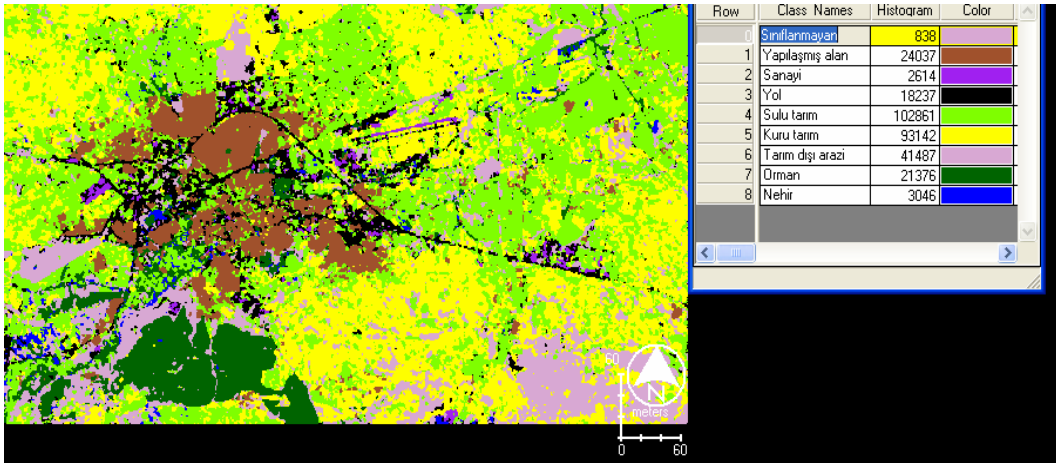 Row Class Names Histogram Color
0 Sınıflanmayan 838
1 Yapılaşmış alan 24037
2 Sanayi 2614
3 Yol 18237
4 Sulu tarım 102861
5 Kuru tarım 93142
6 Tarım dışı arazi 41487
7 Orman 21376
8 Nehir 3046
60
N
meters
0 60